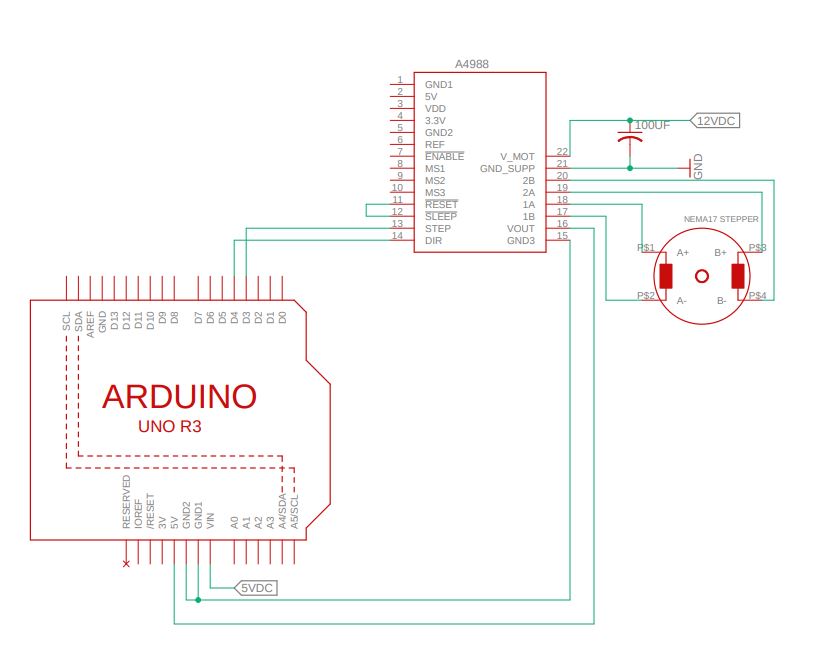 A4988
1 GND1
2 5V
3 VDD
4 3.3V
5 GND2
6 REF
7 ENABLE
8 MS1
9 MS2
10 MS3
11 RESET
12 SLEEP
13 STEP
14 DIR
V_MOT 22
GND_SUPP 21
2B 20
2A 19
1A 18
1B 17
VOUT 16
GND3 15
100UF
12VDC
GND
NEMA17 STEPPER
P$1
A+
B+
P$3
P$2
A-
B-
P$4
SCL
SDA
AREF
GND
D13
D12
D11
D10
D9
D8
D7
D6
D5
D4
D3
D2
D1
D0
ARDUINO
UNO R3
RESERVED
IOREF
/RESET
3V
5V
GND2
GND1
VIN
A0
A1
A2
A3
A4/SDA
A5/SCL
5VDC